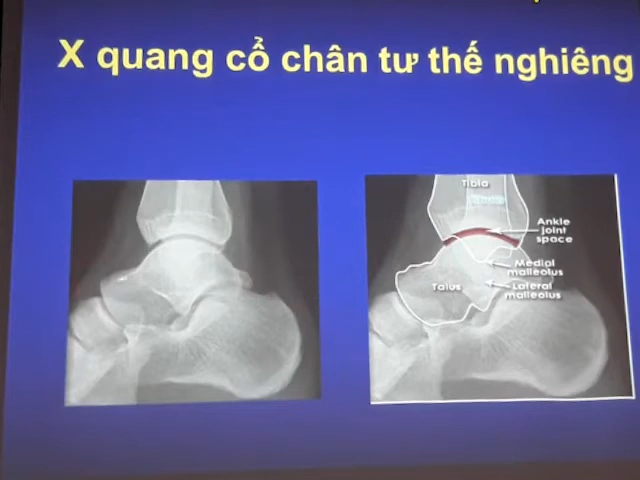 X quang cổ chân tư thế nghiêng
Tibia
Ankle
joint
space
Medial
malleolus
Talus
Lateral
malleolus